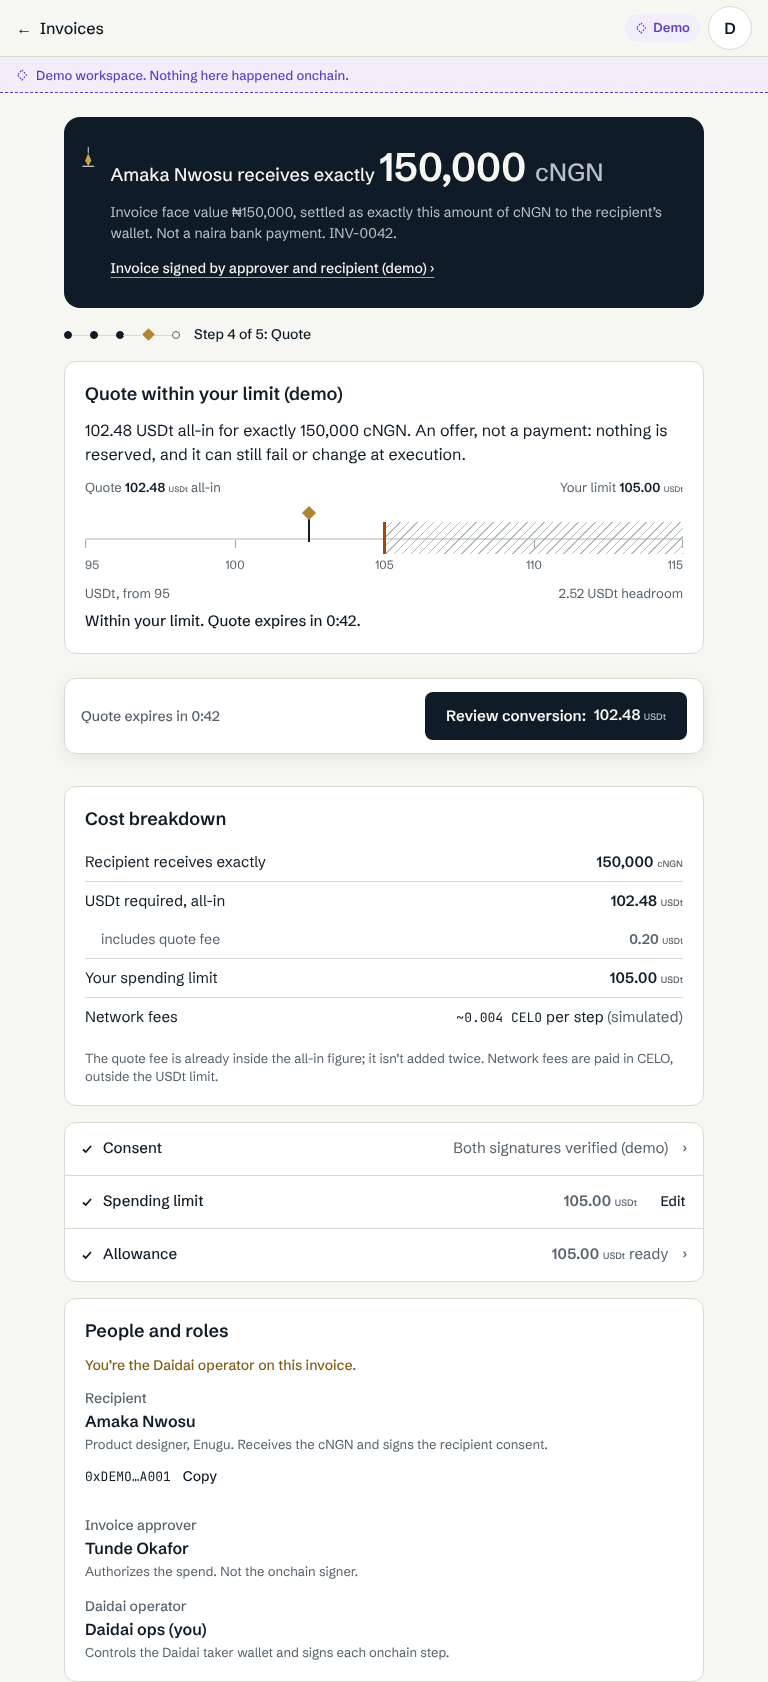 ← Invoices
Demo
D
Demo workspace. Nothing here happened onchain.
Amaka Nwosu receives exactly 150,000 cNGN
Invoice face value ₦150,000, settled as exactly this amount of cNGN to the recipient’s
wallet. Not a naira bank payment. INV-0042.
Invoice signed by approver and recipient (demo) ›
Step 4 of 5: Quote
Quote within your limit (demo)
102.48 USDt all-in for exactly 150,000 cNGN. An offer, not a payment: nothing is
reserved, and it can still fail or change at execution.
Quote 102.48 USDt all-in
Your limit 105.00 USDt
95 100 105 110 115
USDt, from 95
2.52 USDt headroom
Within your limit. Quote expires in 0:42.
Quote expires in 0:42
Review conversion: 102.48 USDt
Cost breakdown
Recipient receives exactly 150,000 cNGN
USDt required, all-in 102.48 USDt
includes quote fee 0.20 USDt
Your spending limit 105.00 USDt
Network fees ~0.004 CELO per step (simulated)
The quote fee is already inside the all-in figure; it isn’t added twice. Network fees are paid in CELO,
outside the USDt limit.
Consent Both signatures verified (demo) ›
Spending limit 105.00 USDt Edit
Allowance 105.00 USDt ready ›
People and roles
You’re the Daidai operator on this invoice.
Recipient
Amaka Nwosu
Product designer, Enugu. Receives the cNGN and signs the recipient consent.
0xDEMO…A001 Copy
Invoice approver
Tunde Okafor
Authorizes the spend. Not the onchain signer.
Daidai operator
Daidai ops (you)
Controls the Daidai taker wallet and signs each onchain step.